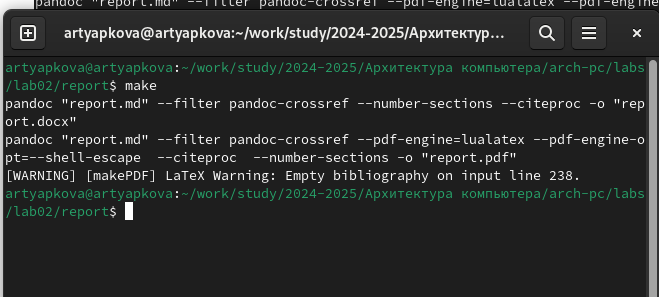 pandoc "report.md" --filter pandoc-crossref --pdf-engine=lualatex --pdf-engine
artyapkova@artyapkova:~/work/study/2024-2025/Архитектур...
artyapkova@artyapkova:~/work/study/2024-2025/Архитектура компьютера/arch-pc/labs
/lab02/report$ make
pandoc "report.md" --filter pandoc-crossref --number-sections --citeproc -o "rep
ort.docx"
pandoc "report.md" --filter pandoc-crossref --pdf-engine=lualatex --pdf-engine-o
pt=--shell-escape  --citeproc  --number-sections -o "report.pdf"
[WARNING] [makePDF] LaTeX Warning: Empty bibliography on input line 238.
artyapkova@artyapkova:~/work/study/2024-2025/Архитектура компьютера/arch-pc/labs
/lab02/report$